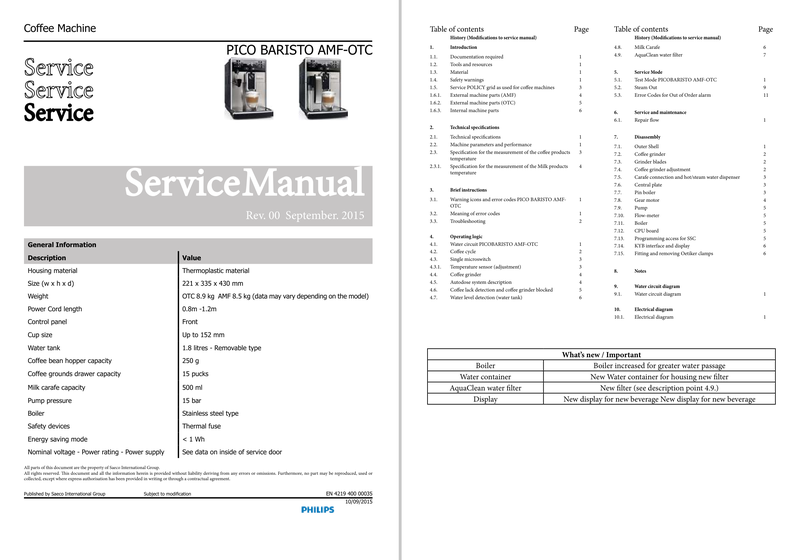 Coffee Machine
PICO BARISTO AMF-OTC
Service
Service
Service
Service Manual
Rev. 00 September. 2015
General Information
Description Value
Housing material Thermoplastic material
Size (w x h x d) 221 x 335 x 430 mm
Weight OTC 8.9 kg AMF 8.5 kg (data may vary depending on the model)
Power Cord length 0.8m -1.2m
Control panel Front
Cup size Up to 152 mm
Water tank 1.8 litres - Removable type
Coffee bean hopper capacity 250 g
Coffee grounds drawer capacity 15 pucks
Milk carafe capacity 500 ml
Pump pressure 15 bar
Boiler Stainless steel type
Safety devices Thermal fuse
Energy saving mode < 1 Wh
Nominal voltage - Power rating - Power supply See data on inside of service door
All parts of this document are the property of Saeco International Group.
All rights reserved. This document and all the information herein is provided without liability deriving from any errors or omissions. Furthermore, no part may be reproduced, used or
collected, except where express authorisation has been provided in writing or through a contractual agreement.
Published by Saeco International Group Subject to modification EN 4219 400 00035
10/09/2015
PHILIPS
Table of contents Page
History (Modifications to service manual)
1. Introduction
1.1. Documentation required 1
1.2. Tools and resources 1
1.3. Material 1
1.4. Safety warnings 1
1.5. Service POLICY grid as used for coffee machines 3
1.6.1. External machine parts (AMF) 4
1.6.2. External machine parts (OTC) 5
1.6.3. Internal machine parts 6
2. Technical specifications
2.1. Technical specifications 1
2.2. Machine parameters and performance 1
2.3. Specification for the measurement of the coffee products 3
temperature
2.3.1. Specification for the measurement of the Milk products 4
temperature
3. Brief instructions
3.1. Warning icons and error codes PICO BARISTO AMF- 1
OTC
3.2. Meaning of error codes 1
3.3. Troubleshooting 2
4. Operating logic
4.1. Water circuit PICOBARISTO AMF-OTC 1
4.2. Coffee cycle 2
4.3. Single microswitch 3
4.3.1. Temperature sensor (adjustment) 3
4.4. Coffee grinder 4
4.5. Autodose system description 4
4.6. Coffee lack detection and coffee grinder blocked 5
4.7. Water level detection (water tank) 6
Table of contents Page
History (Modifications to service manual)
4.8. Milk Carafe 6
4.9. AquaClean water filter 7
5. Service Mode
5.1. Test Mode PICOBARISTO AMF-OTC 1
5.2. Steam Out 9
5.3. Error Codes for Out of Order alarm 11
6. Service and maintenance
6.1. Repair flow 1
7. Disassembly
7.1. Outer Shell 1
7.2. Coffee grinder 2
7.3. Grinder blades 2
7.4. Coffee grinder adjustment 2
7.5. Carafe connection and hot/steam water dispenser 3
7.6. Central plate 3
7.7. Pin boiler 3
7.8. Gear motor 4
7.9. Pump 5
7.10. Flow-meter 5
7.11. Boiler 5
7.12. CPU board 5
7.13. Programming access for SSC 5
7.14. KYB interface and display 6
7.15. Fitting and removing Oetiker clamps 6
8. Notes
9. Water circuit diagram
9.1. Water circuit diagram 1
10. Electrical diagram
10.1. Electrical diagram 1
What's new / Important
Boiler Boiler increased for greater water passage
Water container New Water container for housing new filter
AquaClean water filter New filter (see description point 4.9.)
Display New display for new beverage New display for new beverage